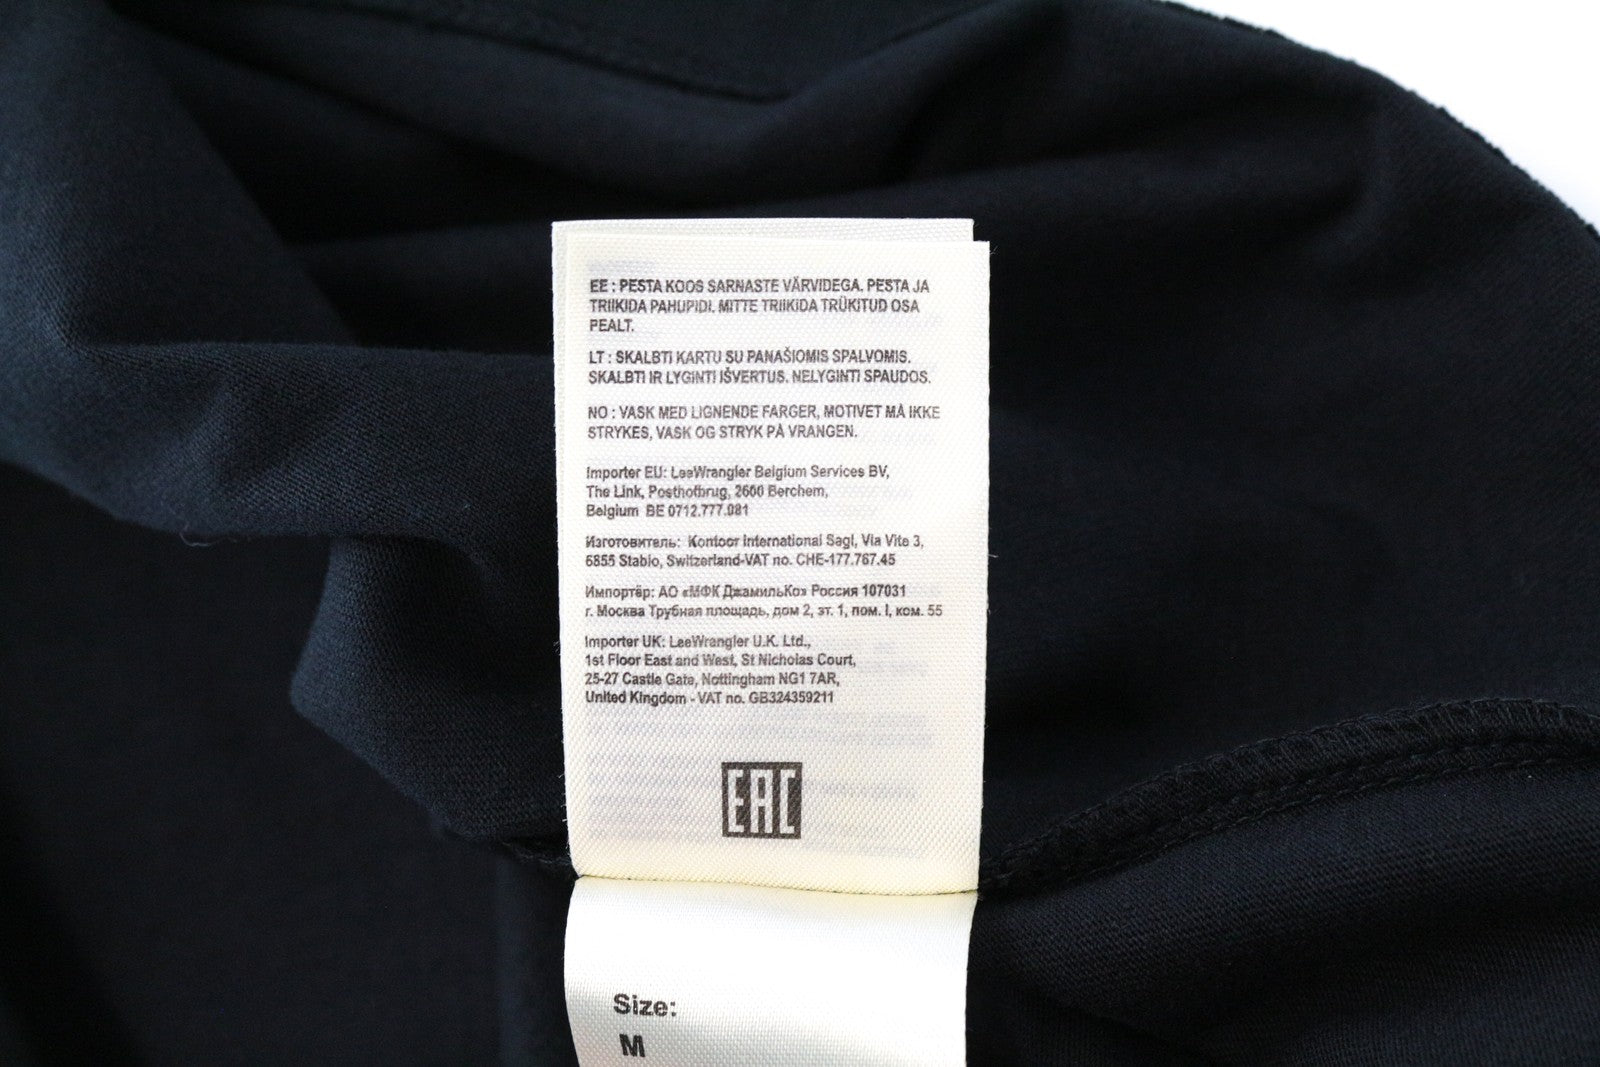 EE : PESTA KOOS SARNASTE VÄRVIDEGA. PESTA JA
TRIIKIDA PAHUPIDI. MITTE TRIIKIDA TRÜKITUD OSA
PEALT.
LT : SKALBTI KARTU SU PANAŠIOMIS SPALVOMIS.
SKALBTI IR LYGINTI IŠVERTUS. NELYGINTI SPAUDOS.
NO : VASK MED LIGNENDE FARGER, MOTIVET MÅ IKKE
STRYKES, VASK OG STRYK PÅ VRANGEN.
Importer EU: LeeWrangler Belgium Services BV,
The Link, Posthofbrug, 2600 Berchem,
Belgium BE 0712.777.081
Изготовитель: Kontoor International Sagl, Via Vite 3,
6855 Stabio, Switzerland-VAT no. CHE-177.767.45
Импортёр: АО «МФК ДжамильКо» Россия 107031
г. Москва Трубная площадь, дом 2, эт. 1, пом. I, ком. 55
Importer UK: LeeWrangler U.K. Ltd.,
1st Floor East and West, St Nicholas Court,
25-27 Castle Gate, Nottingham NG1 7AR,
United Kingdom - VAT no. GB324359211
EAC
Size:
M